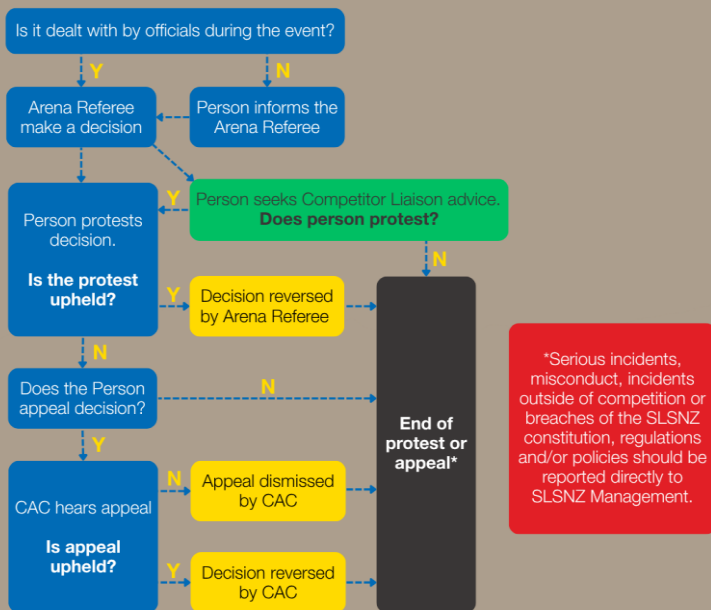 Is it dealt with by officials during the event?
Y
N
Arena Referee
make a decision
Person informs the
Arena Referee
Person seeks Competitor Liaison advice.
Does person protest?
Y
N
Person protests
decision.
Is the protest
upheld?
Y
Decision reversed
by Arena Referee
N
Does the Person
appeal decision?
N
Y
CAC hears appeal
Is appeal
upheld?
N
Appeal dismissed
by CAC
Y
Decision reversed
by CAC
End of
protest or
appeal*
*Serious incidents,
misconduct, incidents
outside of competition or
breaches of the SLSNZ
constitution, regulations
and/or policies should be
reported directly to
SLSNZ Management.